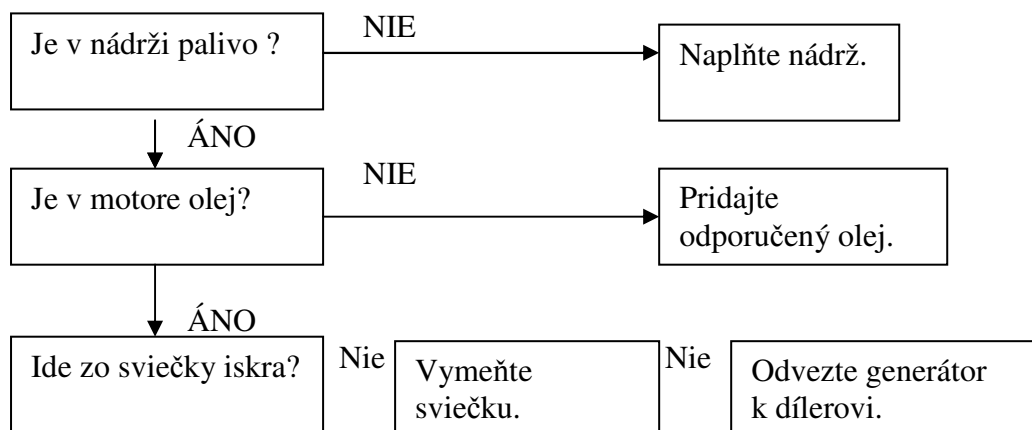 Je v nádrži palivo ?
NIE
Naplňte nádrž.
ÁNO
Je v motore olej?
NIE
Pridajte
odporučený olej.
ÁNO
Ide zo sviečky iskra?
Nie
Vymeňte
sviečku.
Nie
Odvezte generátor
k dílerovi.